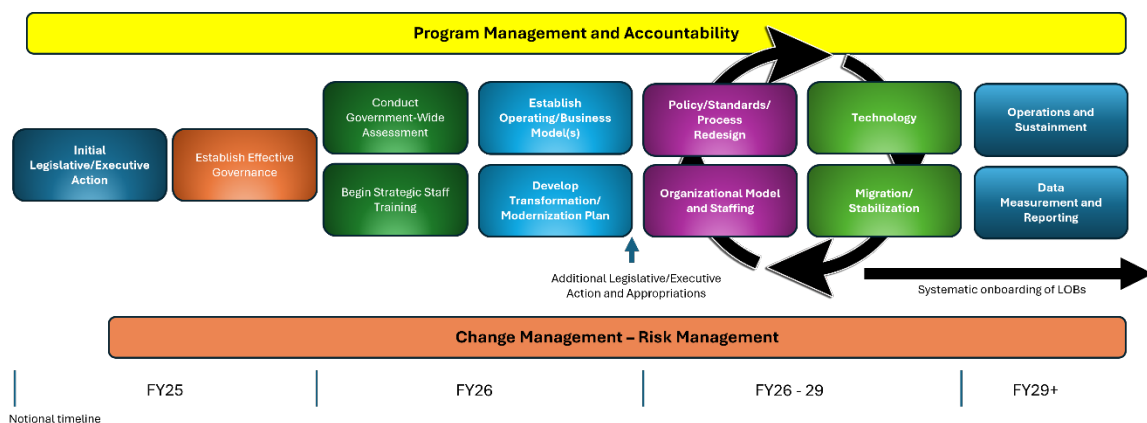 Program Management and Accountability
Initial
Legislative/Executive
Action
Establish Effective
Governance
Conduct
Government-Wide
Assessment
Begin Strategic Staff
Training
Establish
Operating/Business
Model(s)
Develop
Transformation/
Modernization Plan
Policy/Standards/
Process
Redesign
Organizational Model
and Staffing
Technology
Migration/
Stabilization
Operations and
Sustainment
Data
Measurement and
Reporting
Additional Legislative/Executive
Action and Appropriations
Systematic onboarding of LOBs
Change Management – Risk Management
FY25
FY26
FY26 - 29
FY29+
Notional timeline